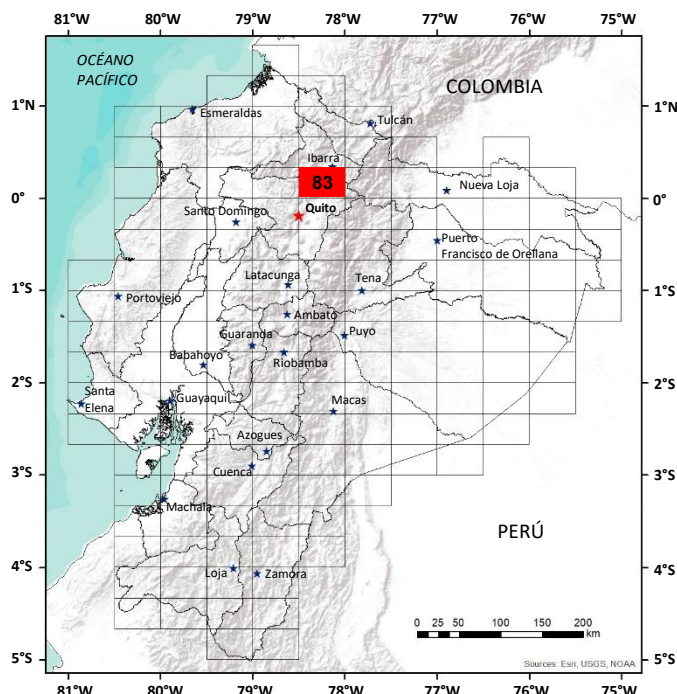 81°W 80°W 79°W 78°W 77°W 76°W 75°W
OCÉANO
PACÍFICO
COLOMBIA
1°N 1°N
Esmeraldas
Tulcán
Ibarra
83
Nueva Loja
0° 0°
Quito
Santo Domingo
Puerto
Francisco de Orellana
Latacunga
Tena
1°S 1°S
Portoviejo
Ambato
Guaranda
Puyo
Babahoyo
Riobamba
2°S 2°S
Santa
Elena
Guayaquil
Macas
Azogues
Cuenca
3°S 3°S
Machala
PERÚ
4°S 4°S
Loja
Zamora
0 25 50 100 150 200
km
Sources: Esri, USGS, NOAA
5°S 5°S
81°W 80°W 79°W 78°W 77°W 76°W 75°W